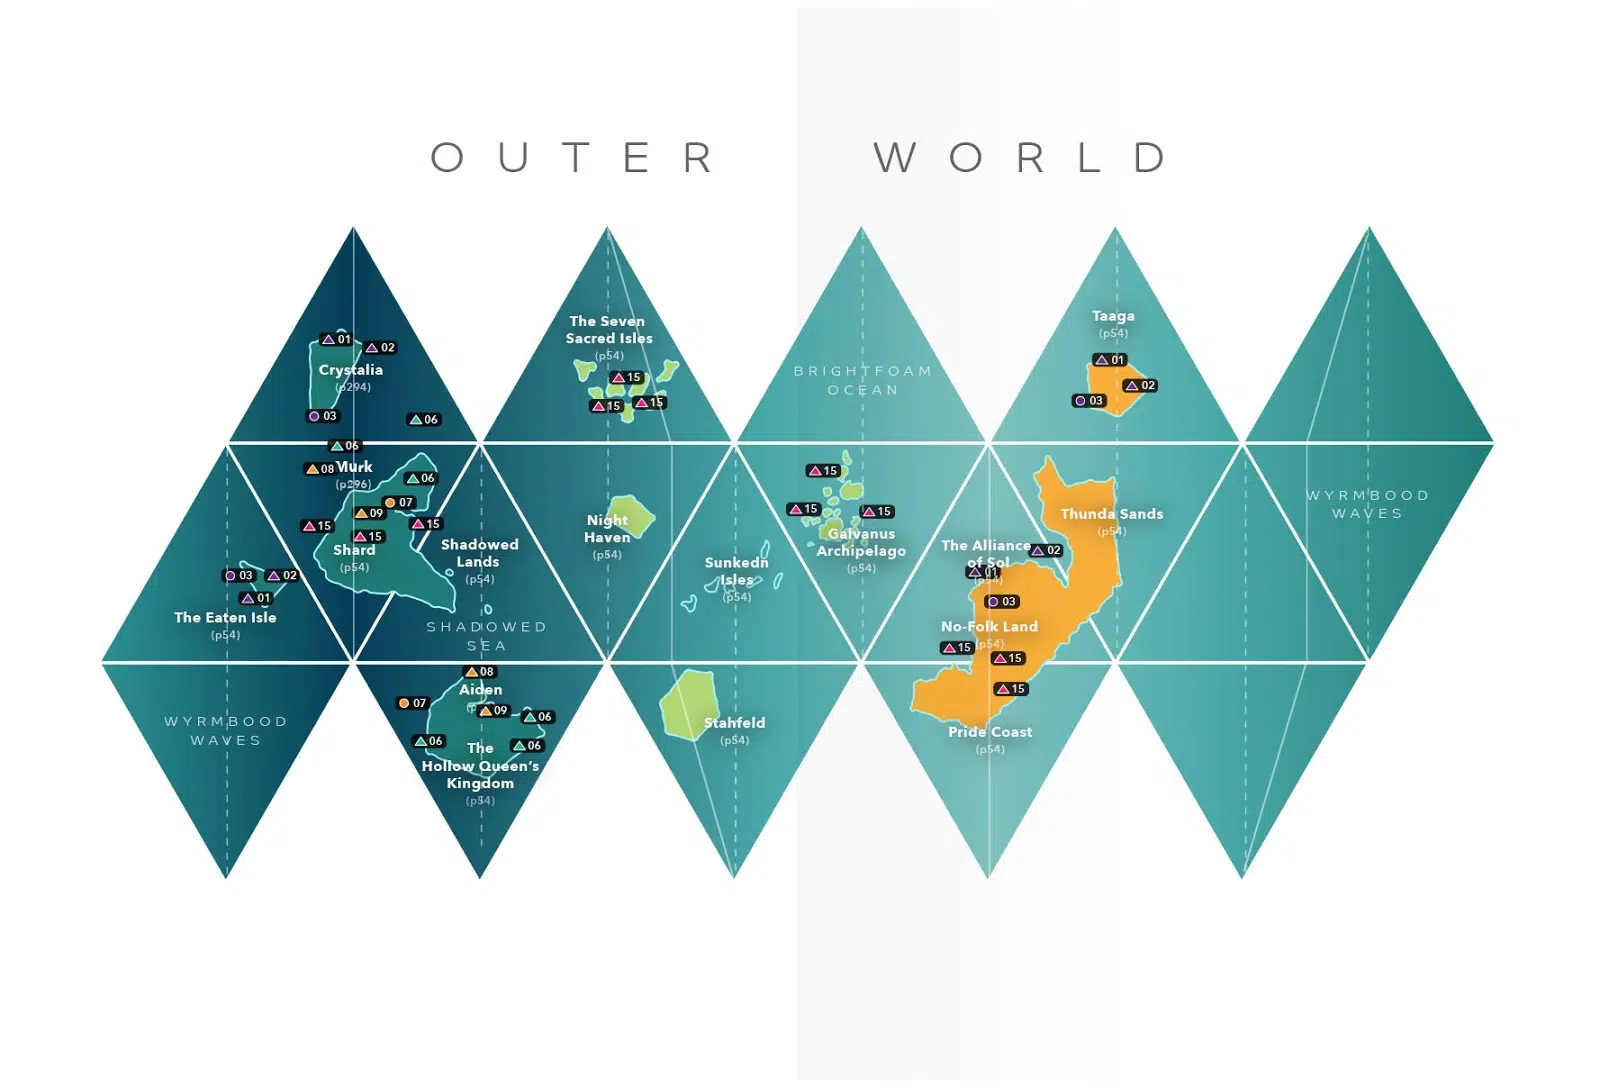 OUTER WORLD
01
02
Crystalia
(p294)
03
06
The Seven
Sacred Isles
(p54)
15
15
15
BRIGHTFOAM
OCEAN
Taaga
(p54)
01
02
03
06
08
Murk
(p296)
06
07
09
15
15
15
Shard
(p54)
Shadowed
Lands
(p54)
SHADOWED
SEA
03
02
01
The Eaten Isle
(p54)
Night
Haven
(p54)
Sunkedn
Isles
(p54)
15
15
15
Galvanus
Archipelago
(p54)
Thunda Sands
(p54)
The Alliance
of Sol
(p54)
02
01
03
No-Folk Land
(p54)
15
15
15
Pride Coast
(p54)
WYRMBOOD
WAVES
WYRMBOOD
WAVES
08
Aiden
07
09
06
06
06
The
Hollow Queen's
Kingdom
(p54)
Stahfeld
(p54)